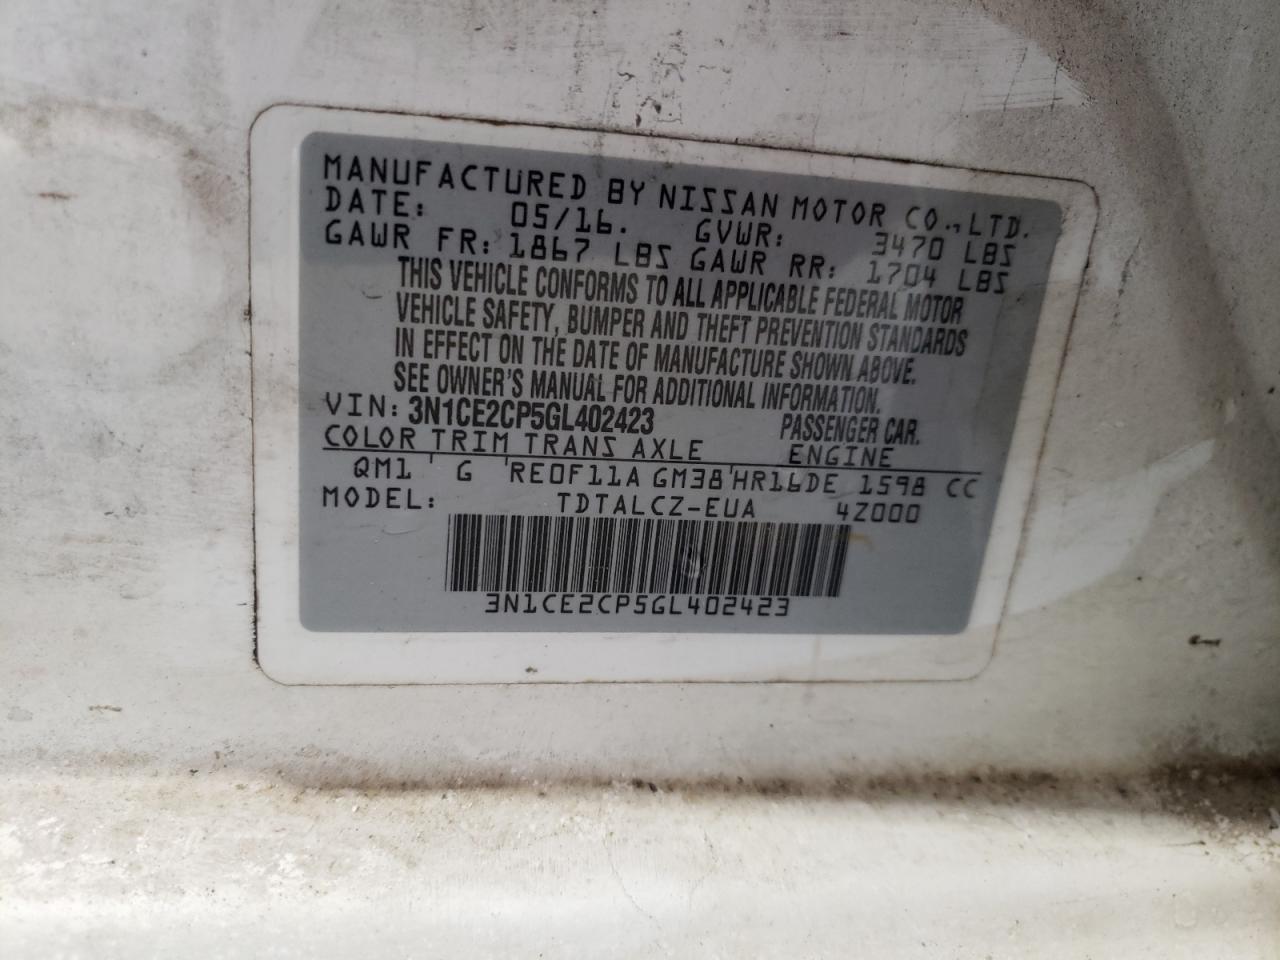 MANUFACTURED BY NISSAN MOTOR CO., LTD.
DATE: 05/16. GVWR: 3470 LBS
GAWR FR: 1867 LBS GAWR RR: 1704 LBS
THIS VEHICLE CONFORMS TO ALL APPLICABLE FEDERAL MOTOR
VEHICLE SAFETY, BUMPER AND THEFT PREVENTION STANDARDS
IN EFFECT ON THE DATE OF MANUFACTURE SHOWN ABOVE.
SEE OWNER'S MANUAL FOR ADDITIONAL INFORMATION.
VIN: 3N1CE2CP5GL402423 PASSENGER CAR.
COLOR TRIM TRANS AXLE ENGINE
QM1 ' G 'RE0F11A GM38'HR16DE 1598 CC
MODEL: TDTALCZ-EUA 4Z000
3N1CE2CP5GL402423